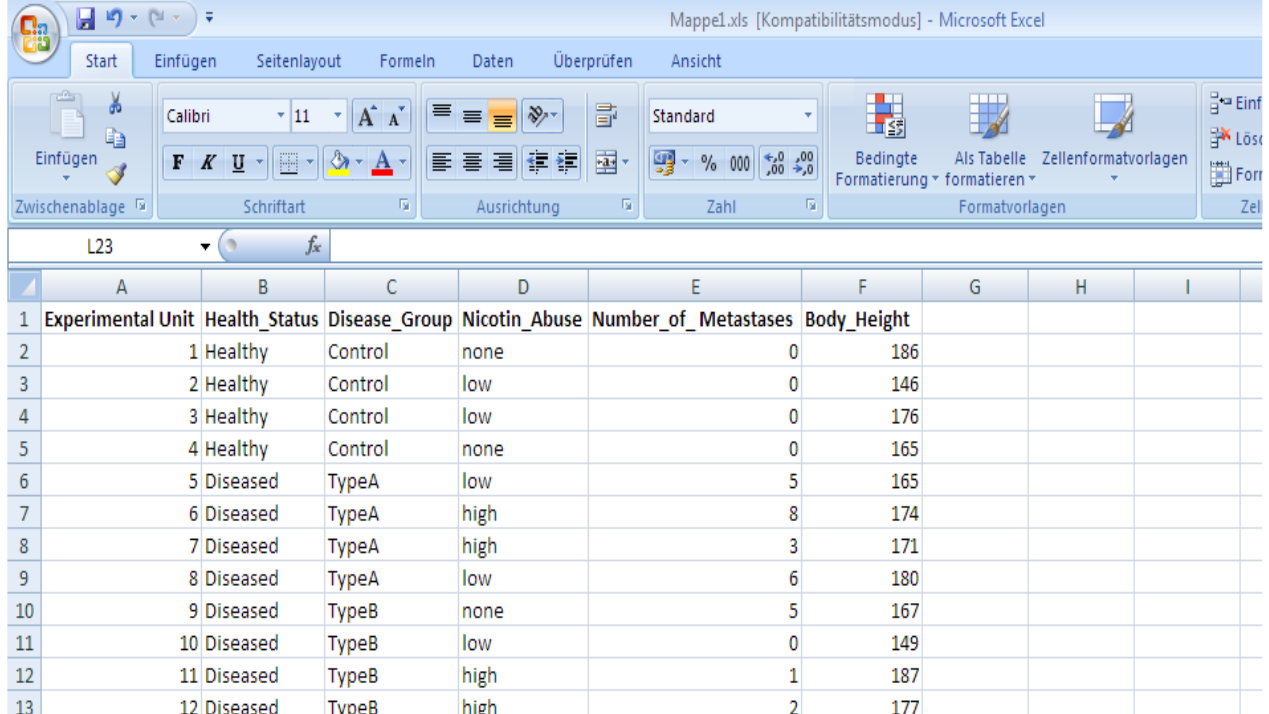 Mappe1.xls [Kompatibilitätsmodus] - Microsoft Excel
Start Einfügen Seitenlayout Formeln Daten Überprüfen Ansicht
Calibri 11 A A Standard Einf
Lösc
Einfügen F K U A % 000 ,0 ,00 ,00 ,0 Bedingte Formatierung Als Tabelle formatieren Zellenformatvorlagen Forr
Zwischenablage Schriftart Ausrichtung Zahl Formatvorlagen Zel
L23 fx
A B C D E F G H I
1 Experimental Unit Health_Status Disease_Group Nicotin_Abuse Number_of_ Metastases Body_Height
2 1 Healthy Control none 0 186
3 2 Healthy Control low 0 146
4 3 Healthy Control low 0 176
5 4 Healthy Control none 0 165
6 5 Diseased TypeA low 5 165
7 6 Diseased TypeA high 8 174
8 7 Diseased TypeA high 3 171
9 8 Diseased TypeA low 6 180
10 9 Diseased TypeB none 5 167
11 10 Diseased TypeB low 0 149
12 11 Diseased TypeB high 1 187
13 12 Diseased TypeB high 2 177